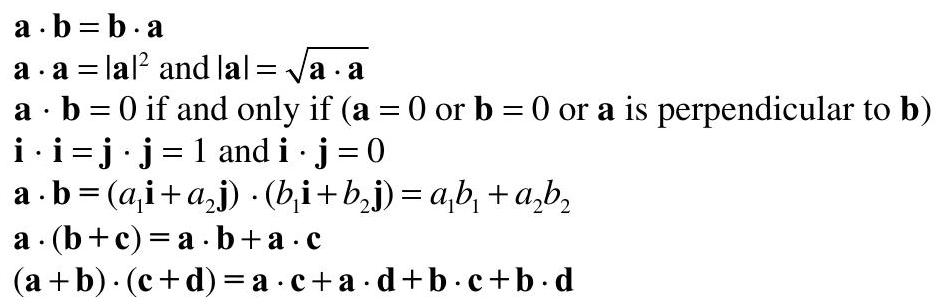 a · b = b · a
a · a = |a|² and |a| = √a · a
a · b = 0 if and only if (a = 0 or b = 0 or a is perpendicular to b)
i · i = j · j = 1 and i · j = 0
a · b = (a₁i + a₂j) · (b₁i + b₂j) = a₁b₁ + a₂b₂
a · (b + c) = a · b + a · c
(a + b) · (c + d) = a · c + a · d + b · c + b · d